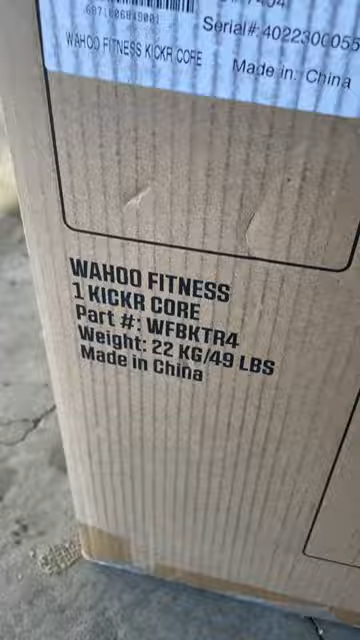 Serial#: 4022300055
WAHOO FITNESS KICKR CORE
Made in: China
WAHOO FITNESS
1 KICKR CORE
Part #: WFBKTR4
Weight: 22 KG/49 LBS
Made in China